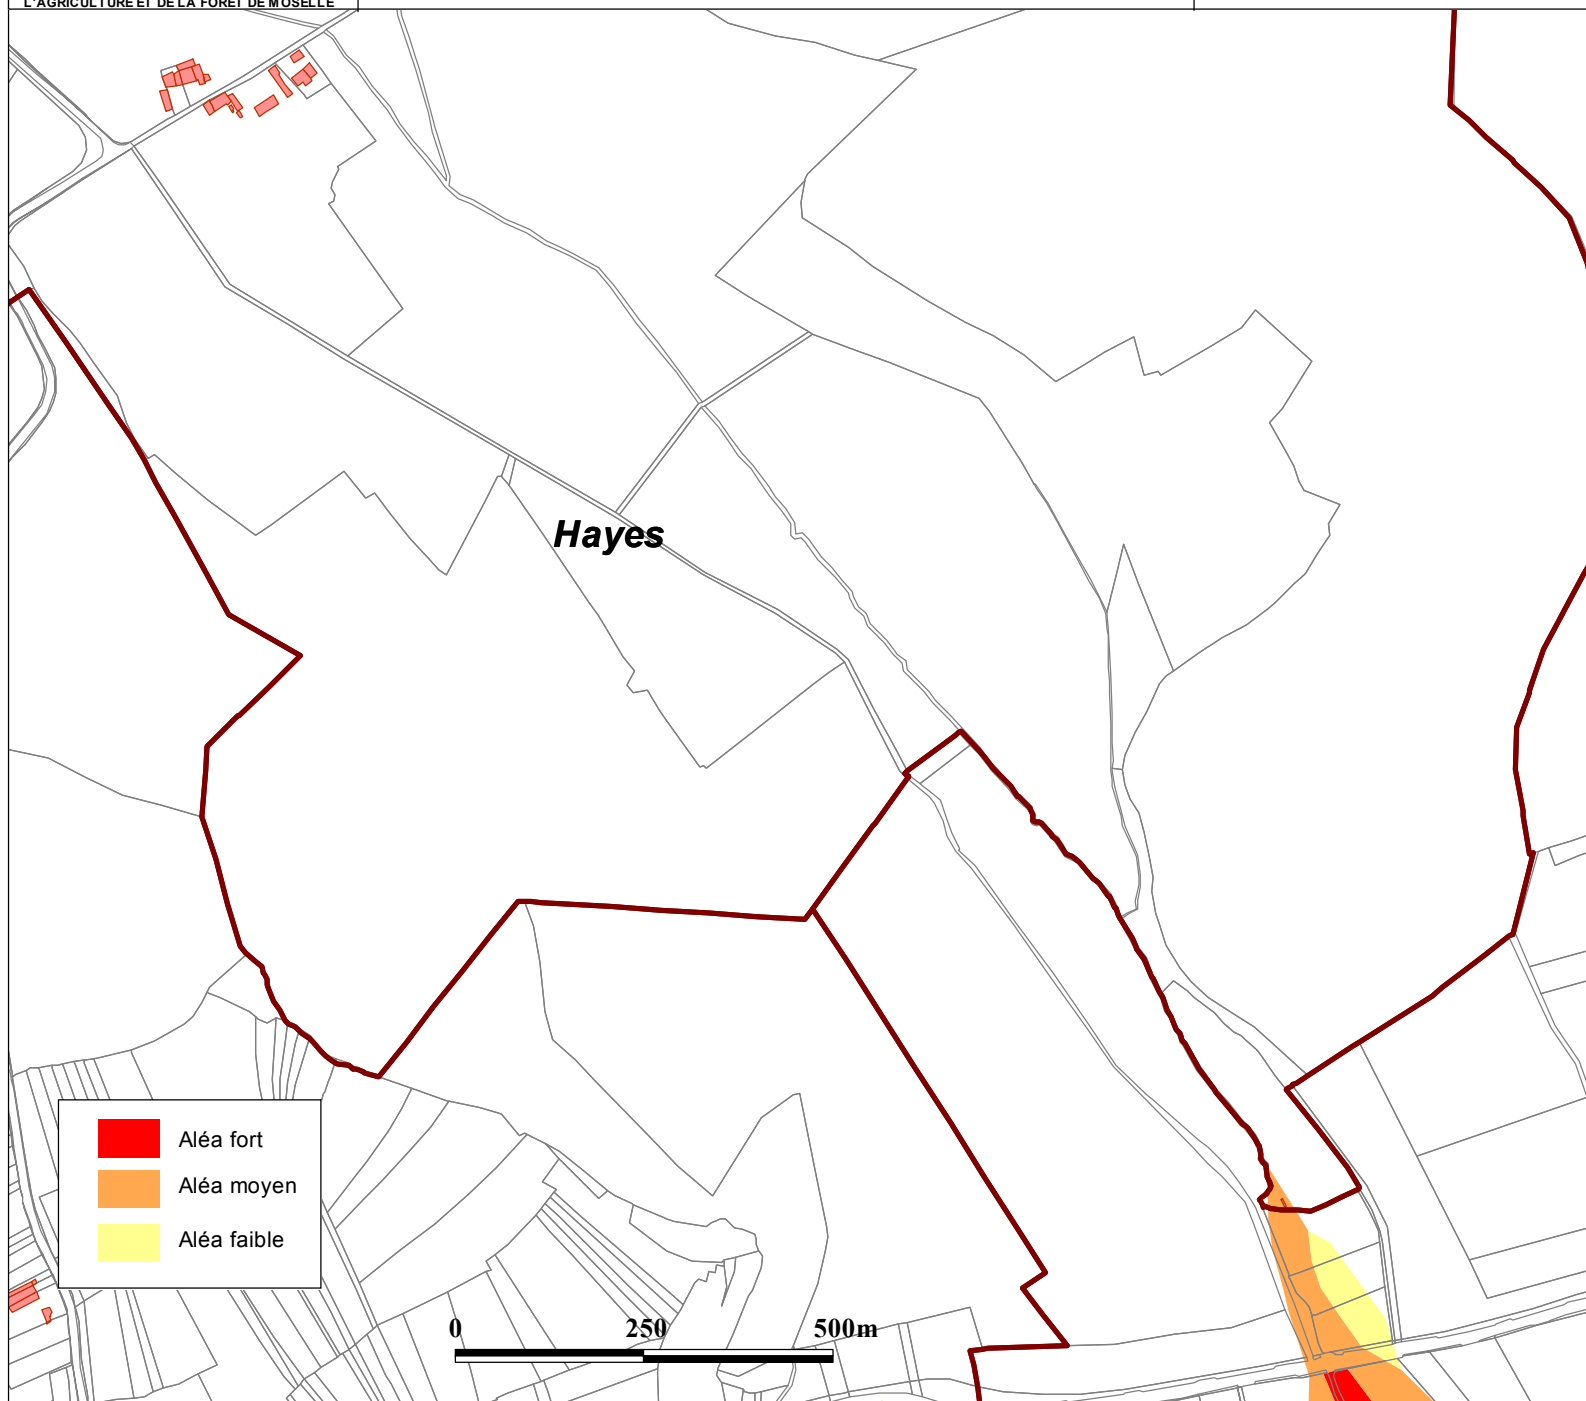 L'AGRICULTURE ET DE LA FORET DE MOSELLE
Hayes
Aléa fort
Aléa moyen
Aléa faible
0 250 500m